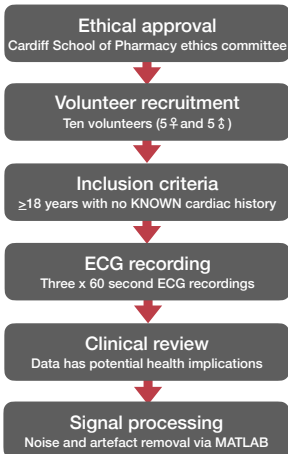 Ethical approval
Cardiff School of Pharmacy ethics committee
Volunteer recruitment
Ten volunteers (5♀ and 5♂)
Inclusion criteria
≥18 years with no KNOWN cardiac history
ECG recording
Three x 60 second ECG recordings
Clinical review
Data has potential health implications
Signal processing
Noise and artefact removal via MATLAB